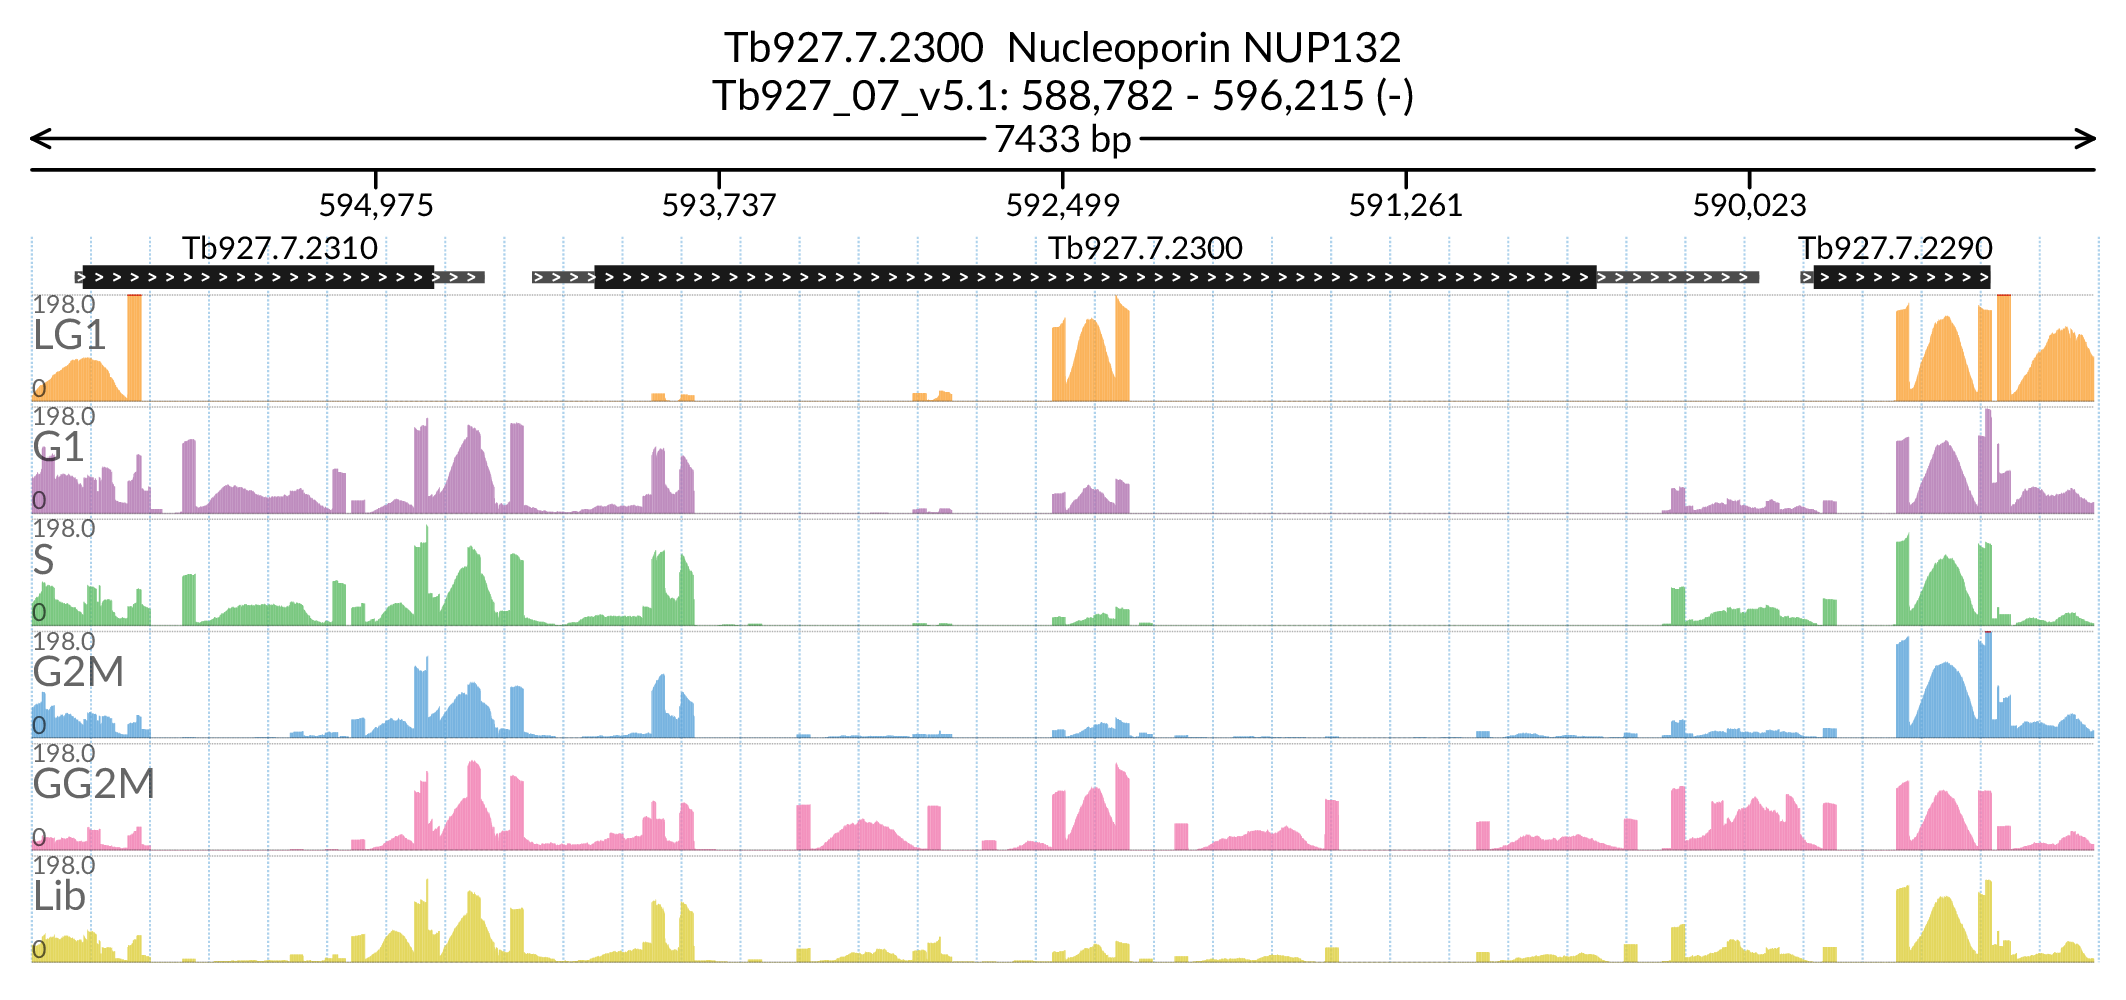 Tb927.7.2300  Nucleoporin NUP132
Tb927_07_v5.1: 588,782 - 596,215 (-)
7433 bp
594,975 593,737 592,499 591,261 590,023
Tb927.7.2310 Tb927.7.2300 Tb927.7.2290
198.0
LG1
0
198.0
G1
0
198.0
S
0
198.0
G2M
0
198.0
GG2M
0
198.0
Lib
0